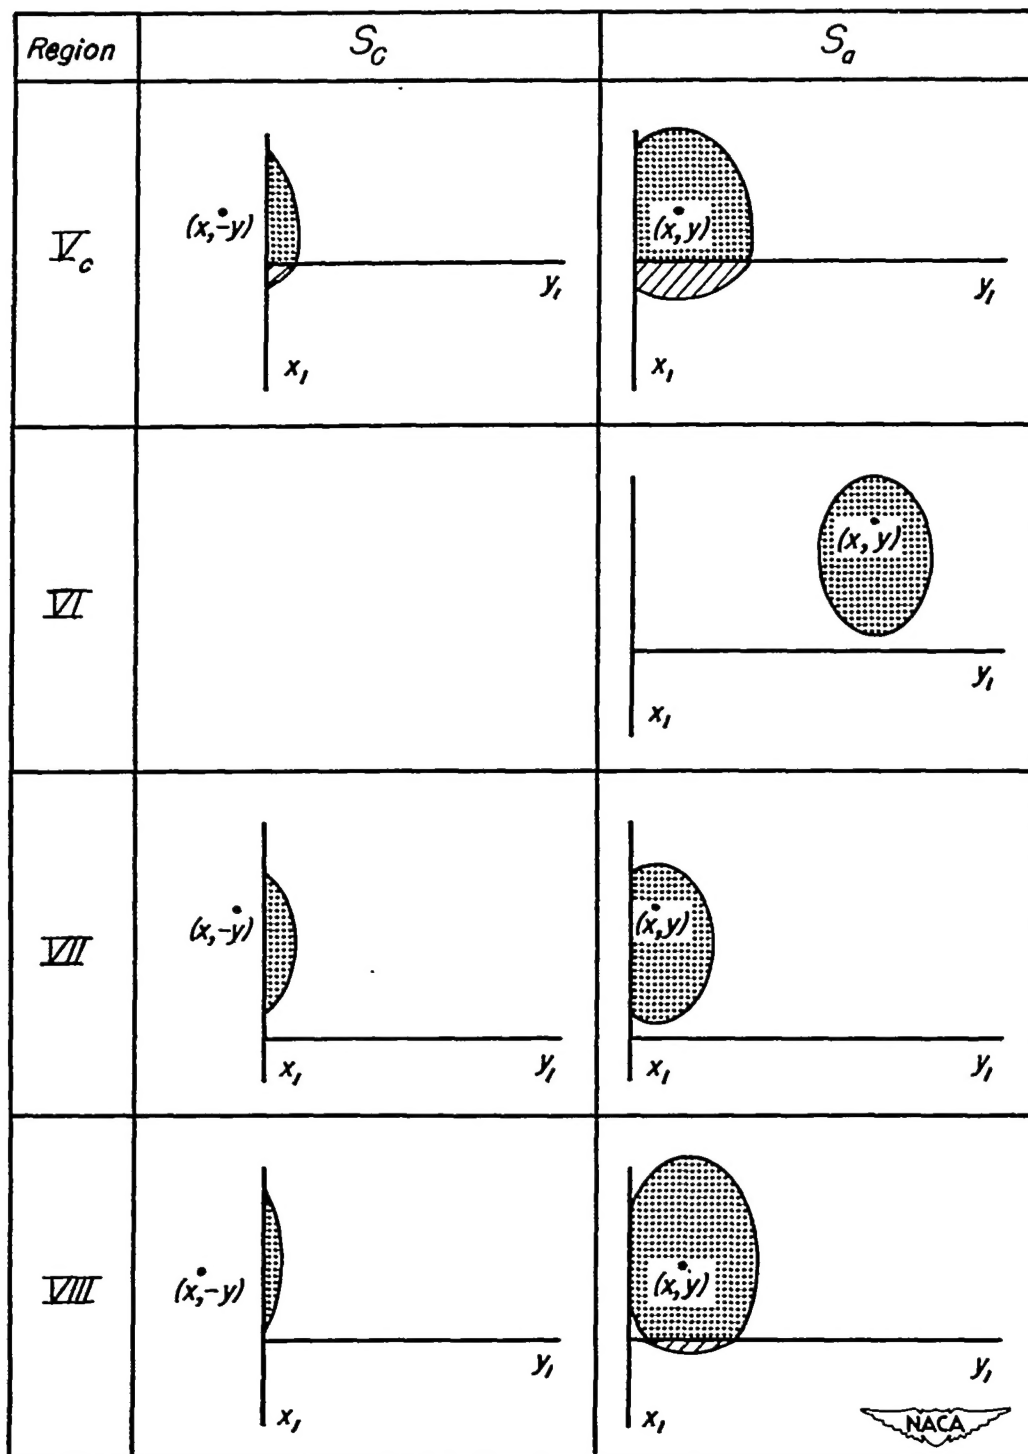 Region S_c S_a
V_c
(x,-y)
y_1
x_1
(x,y)
y_1
x_1
VI
(x,y)
y_1
x_1
VII
(x,-y)
x_1 y_1
(x,y)
x_1 y_1
VIII
(x,-y)
y_1
x_1
(x,y)
y_1
x_1
NACA